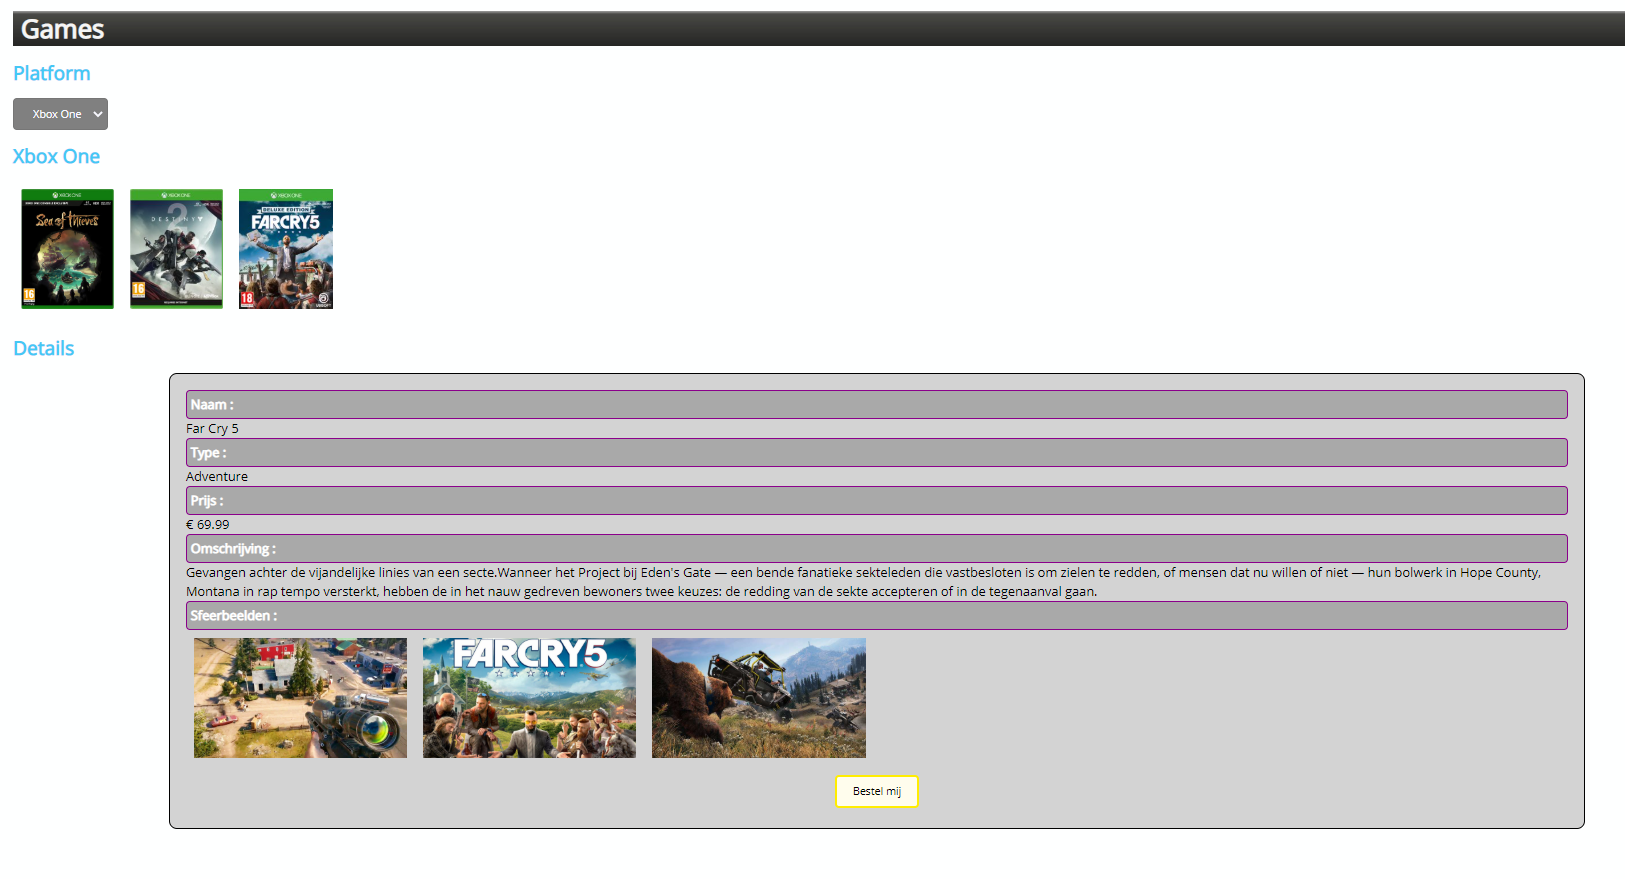 Games
Platform
Xbox One
Xbox One
XBOX ONE
Sea of Thieves
16
XBOX ONE
2
DESTINY
16
XBOX ONE
DELUXE EDITION
FARCRY5
18
Details
Naam :
Far Cry 5
Type :
Adventure
Prijs :
€ 69.99
Omschrijving :
Gevangen achter de vijandelijke linies van een secte.Wanneer het Project bij Eden's Gate — een bende fanatieke sekteleden die vastbesloten is om zielen te redden, of mensen dat nu willen of niet — hun bolwerk in Hope County,
Montana in rap tempo versterkt, hebben de in het nauw gedreven bewoners twee keuzes: de redding van de sekte accepteren of in de tegenaanval gaan.
Sfeerbeelden :
FARCRY5
Bestel mij